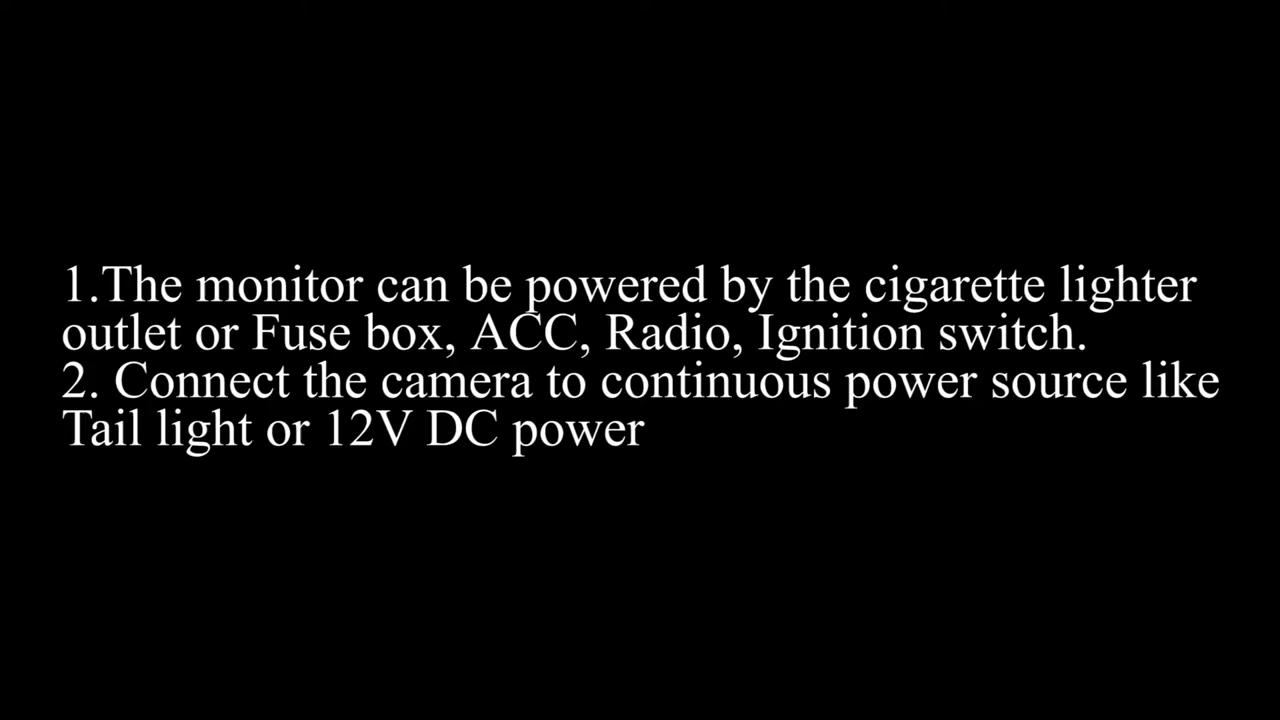 1.The monitor can be powered by the cigarette lighter
outlet or Fuse box, ACC, Radio, Ignition switch.
2. Connect the camera to continuous power source like
Tail light or 12V DC power